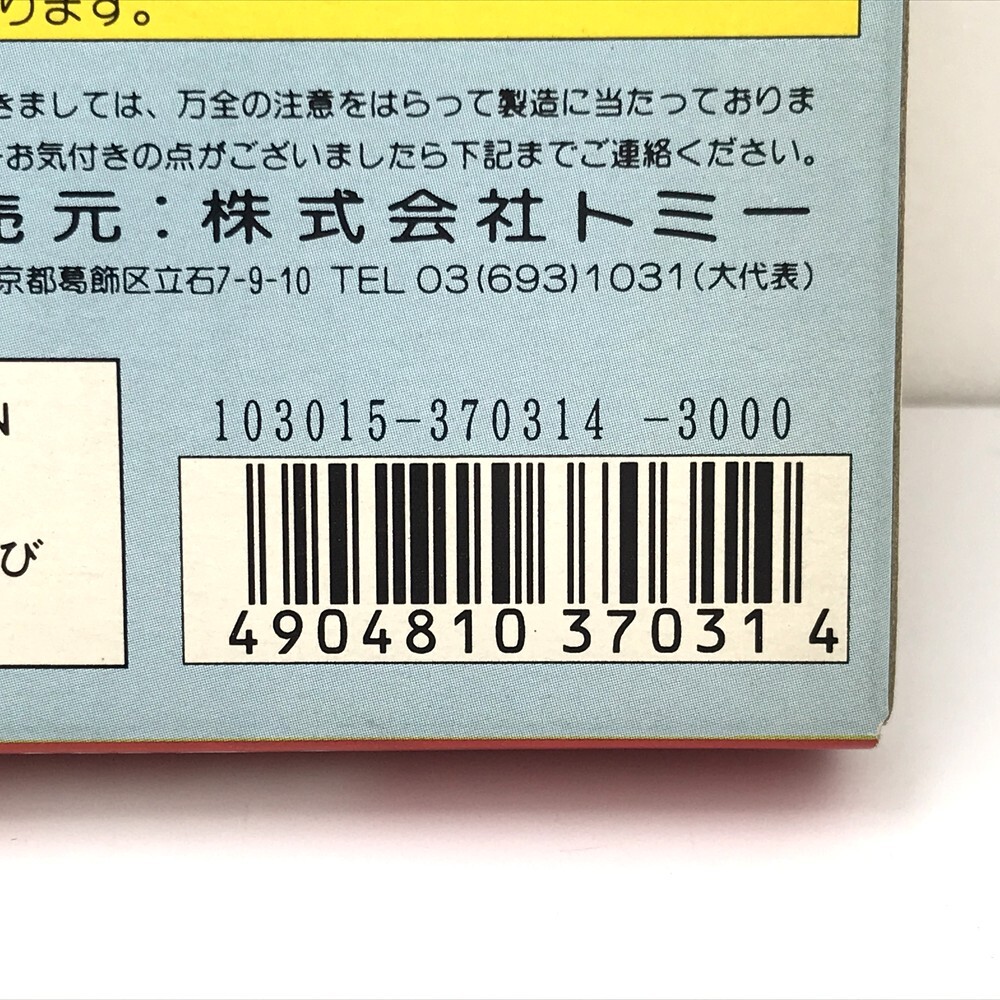 ります。
きましては、万全の注意をはらって製造に当たっておりま
お気付きの点がございましたら下記までご連絡ください。
売元：株式会社トミー
京都葛飾区立石7-9-10 TEL 03(693)1031(大代表)
N
び
103015-370314 -3000
4904810 370314